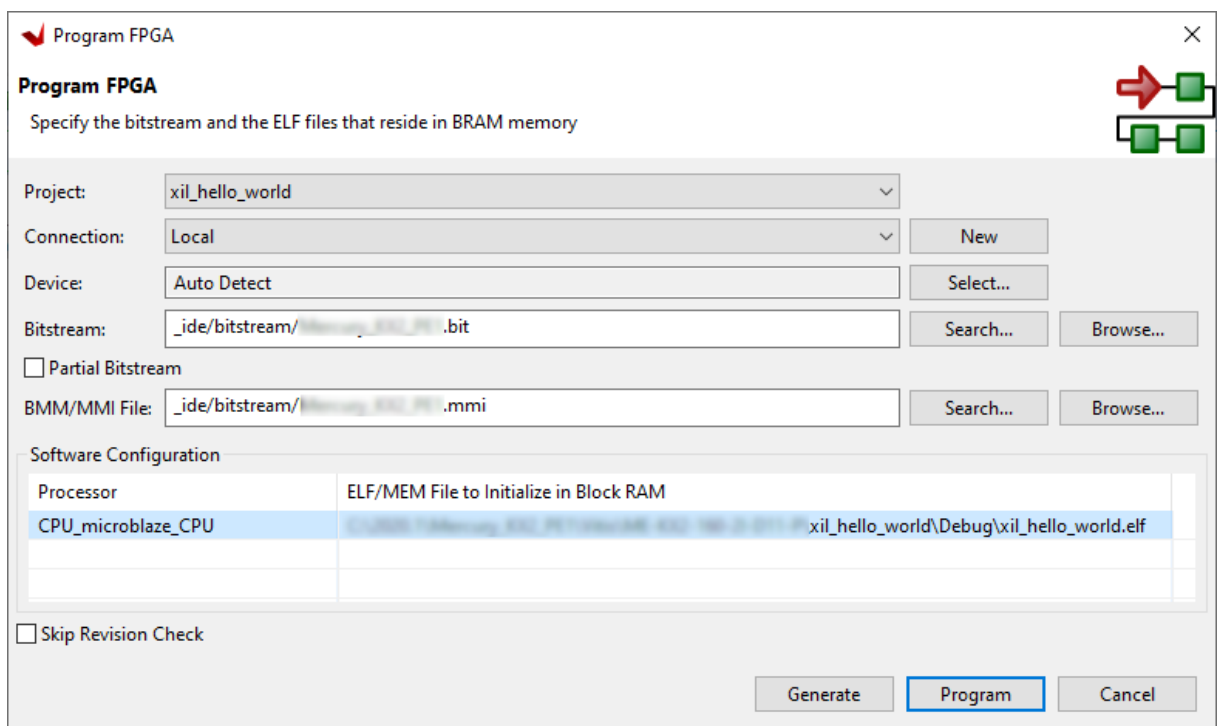 Program FPGA
Program FPGA
Specify the bitstream and the ELF files that reside in BRAM memory
Project: xil_hello_world
Connection: Local New
Device: Auto Detect Select...
Bitstream: _ide/bitstream/ .bit Search... Browse...
Partial Bitstream
BMM/MMI File: _ide/bitstream/ .mmi Search... Browse...
Software Configuration
Processor ELF/MEM File to Initialize in Block RAM
CPU_microblaze_CPU xil_hello_world\Debug\xil_hello_world.elf
Skip Revision Check
Generate Program Cancel